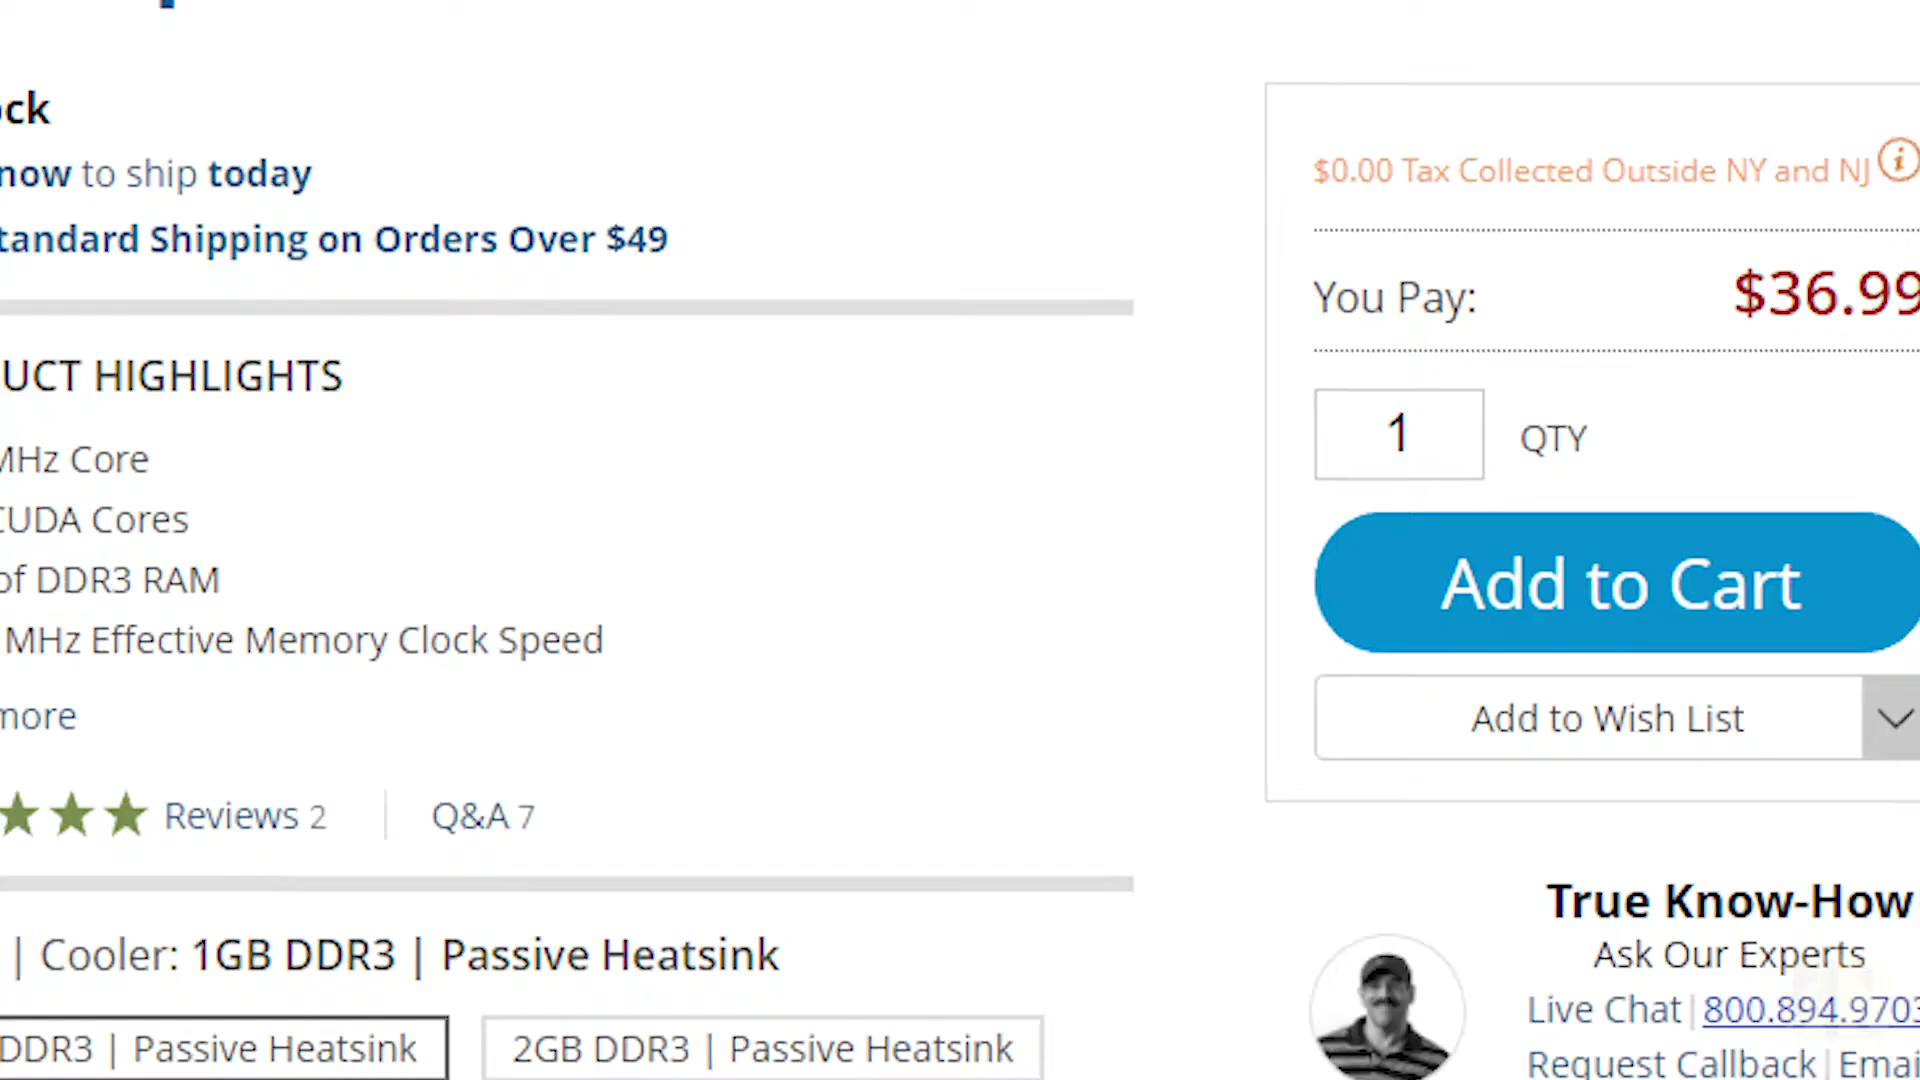 ock
now to ship today
tandard Shipping on Orders Over $49
UCT HIGHLIGHTS
MHz Core
CUDA Cores
of DDR3 RAM
MHz Effective Memory Clock Speed
more
Reviews 2
Q&A 7
| Cooler: 1GB DDR3 | Passive Heatsink
DDR3 | Passive Heatsink
2GB DDR3 | Passive Heatsink
$0.00 Tax Collected Outside NY and NJ i
You Pay: $36.99
1 QTY
Add to Cart
Add to Wish List
True Know-How
Ask Our Experts
Live Chat | 800.894.9703
Request Callback | Emai